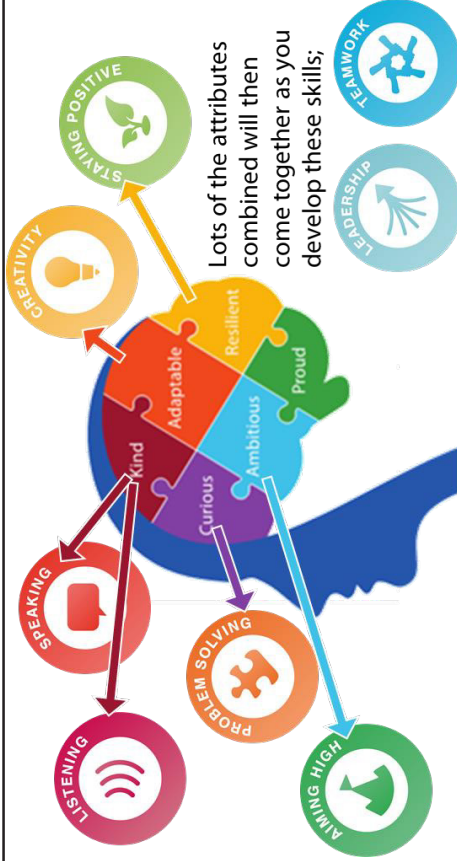 LISTENING
SPEAKING
CREATIVITY
STAYING POSITIVE
Kind
Adaptable
Resilient
Curious
Ambitious
Proud
PROBLEM SOLVING
AIMING HIGH
Lots of the attributes
combined will then
come together as you
develop these skills;
LEADERSHIP
TEAMWORK